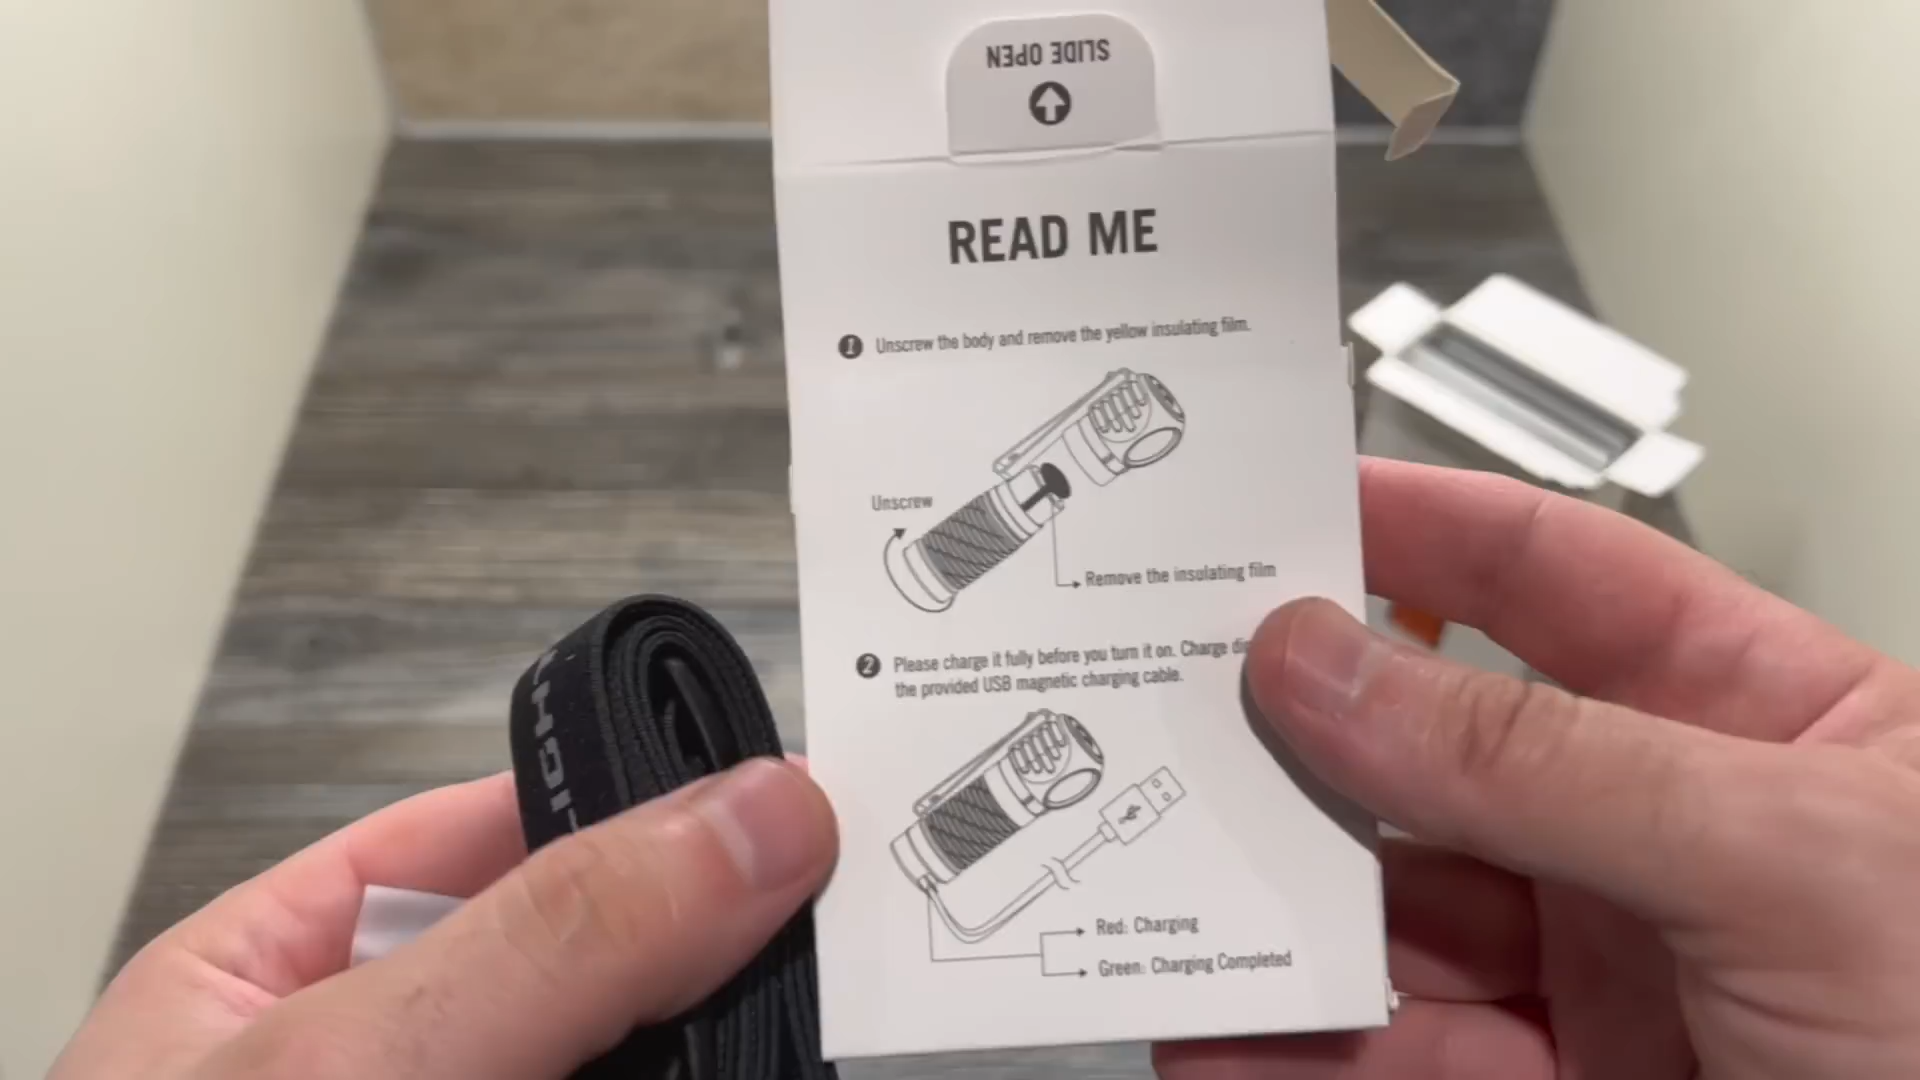 SLIDE OPEN
READ ME
1 Unscrew the body and remove the yellow insulating film.
Unscrew
Remove the insulating film
2 Please charge it fully before you turn it on. Charge
the provided USB magnetic charging cable.
Red: Charging
Green: Charging Completed